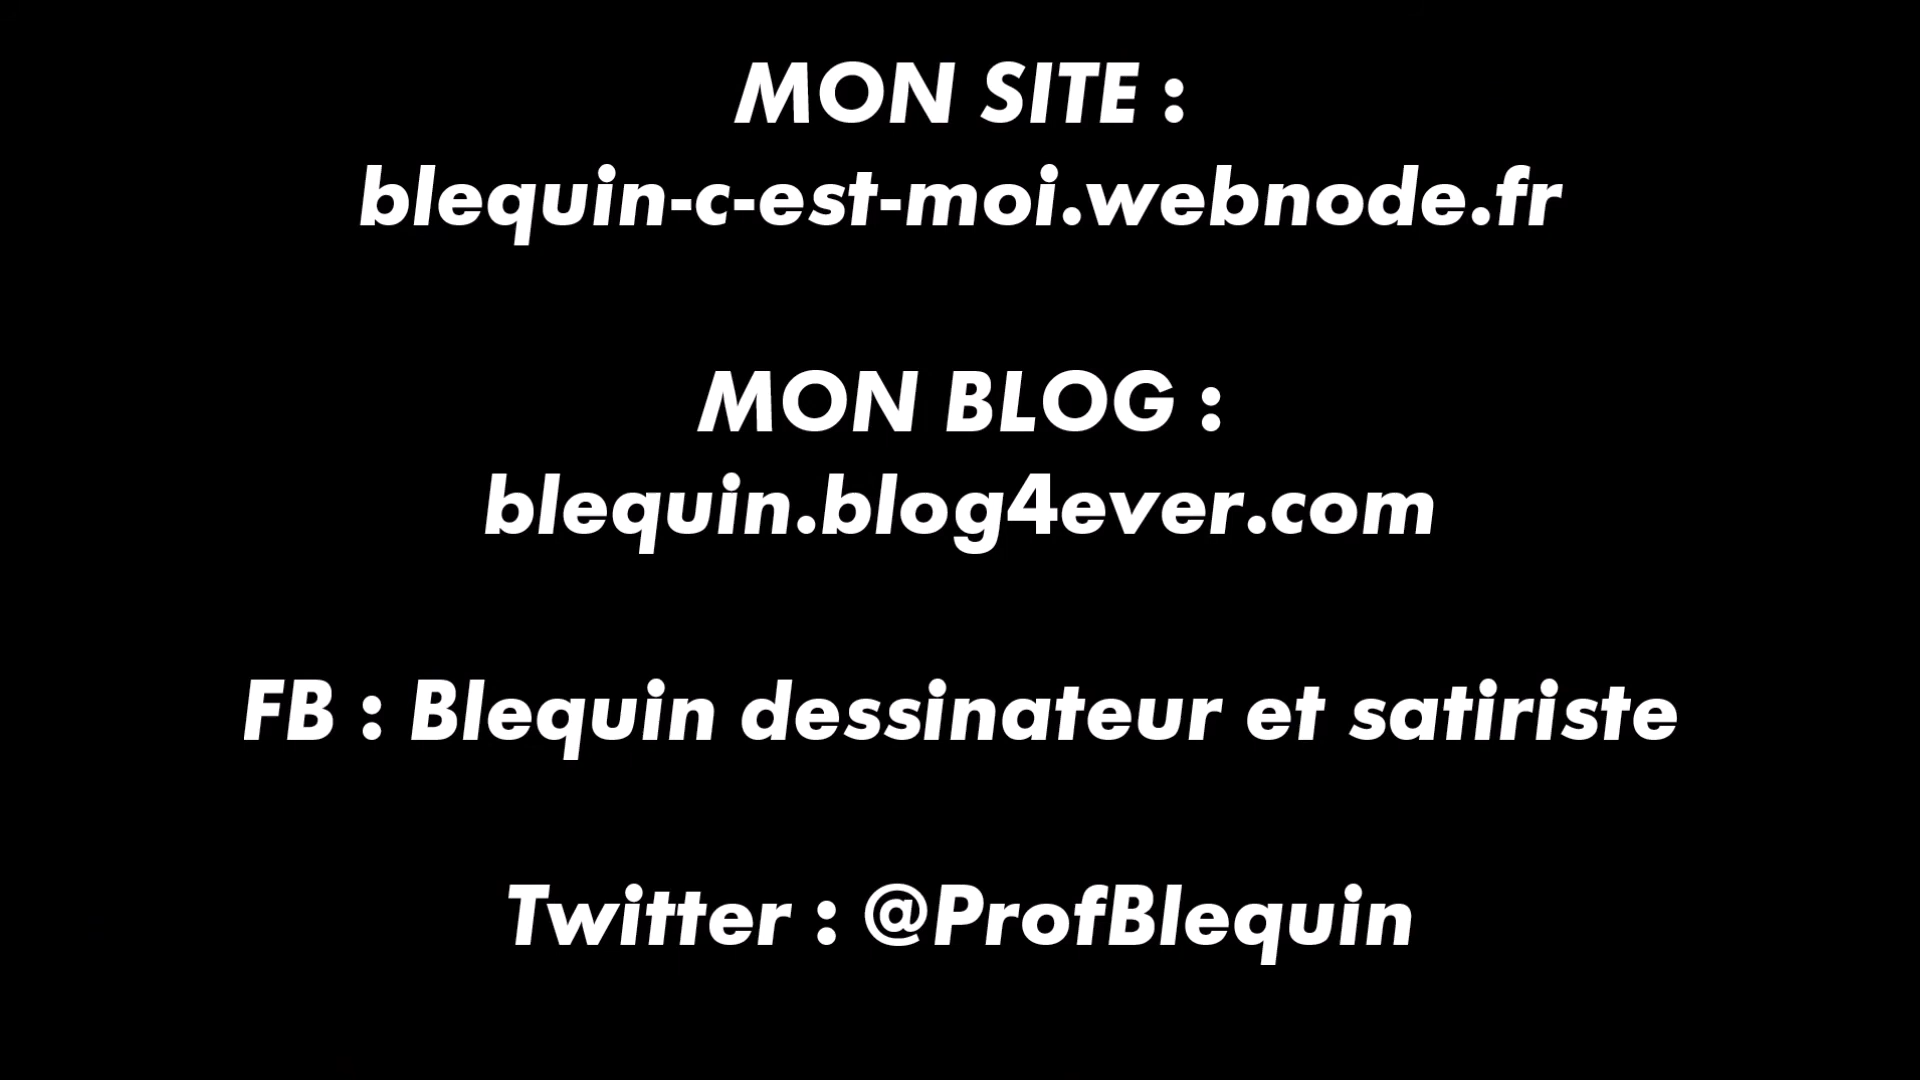 MON SITE :
blequin-c-est-moi.webnode.fr
MON BLOG :
blequin.blog4ever.com
FB : Blequin dessinateur et satiriste
Twitter : @ProfBlequin